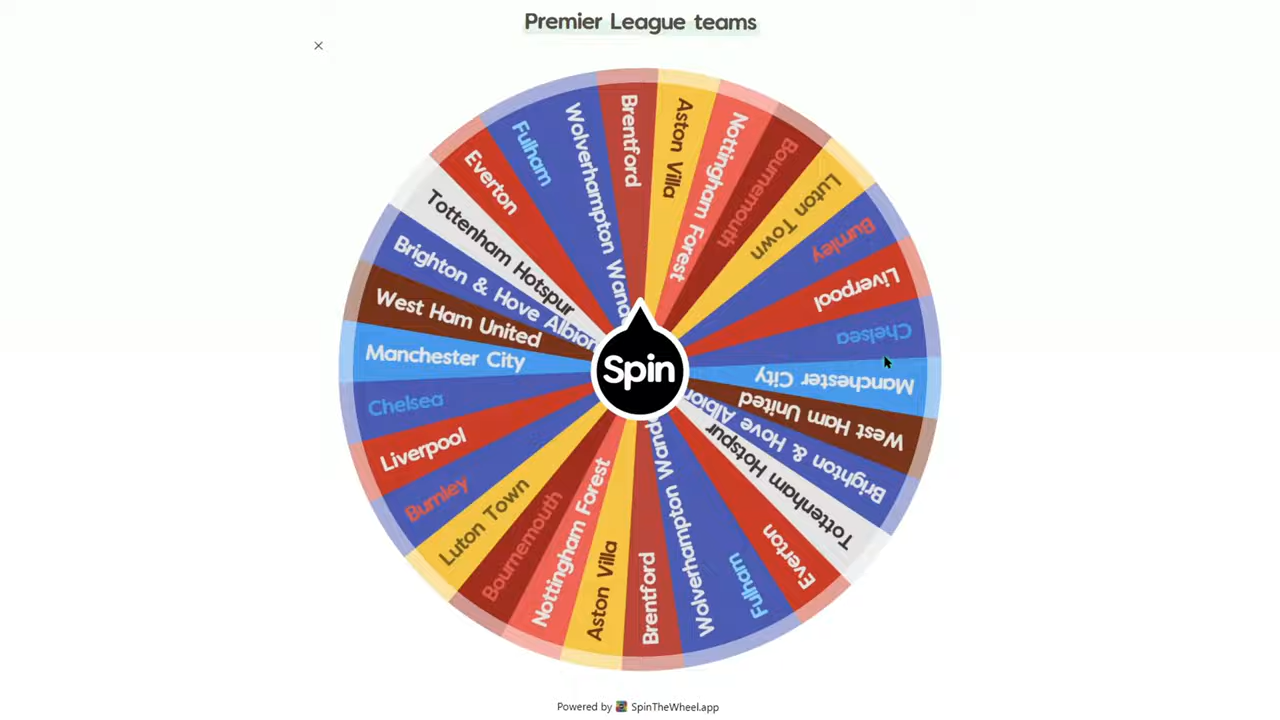 Premier League teams
Brentford
Aston Villa
Nottingham Forest
Bournemouth
Luton Town
Burnley
Liverpool
Chelsea
Manchester City
West Ham United
Brighton & Hove Albion
Tottenham Hotspur
Everton
Fulham
Wolverhampton Wand
Brentford
Aston Villa
Nottingham Forest
Bournemouth
Luton Town
Burnley
Liverpool
Chelsea
Manchester City
West Ham United
Brighton & Hove Albion
Tottenham Hotspur
Everton
Fulham
Wolverhampton Wand
Spin
Powered by SpinTheWheel.app